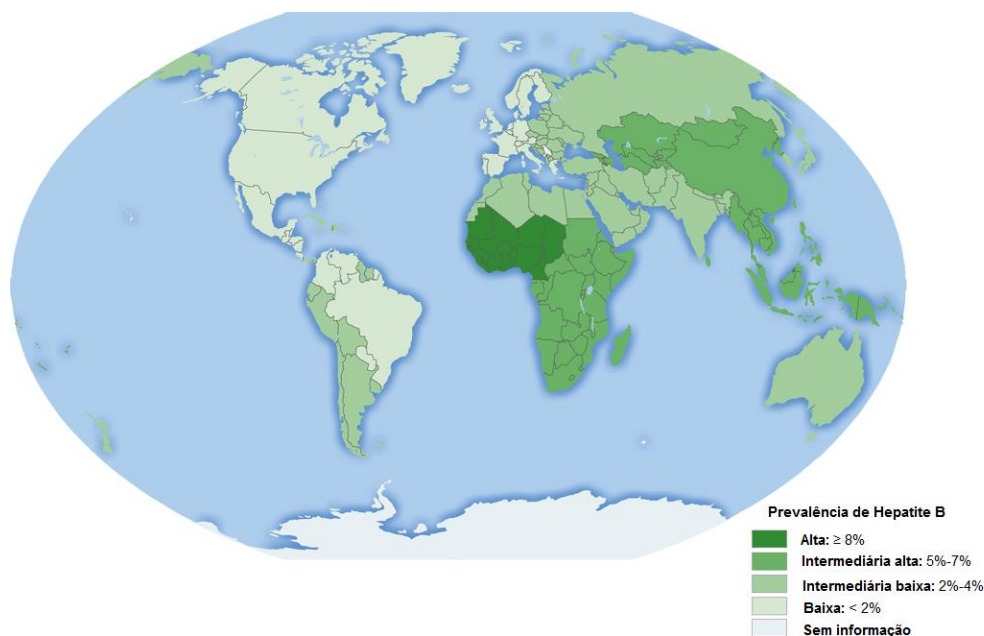 Prevalência de Hepatite B
Alta: ≥ 8%
Intermediária alta: 5%-7%
Intermediária baixa: 2%-4%
Baixa: < 2%
Sem informação